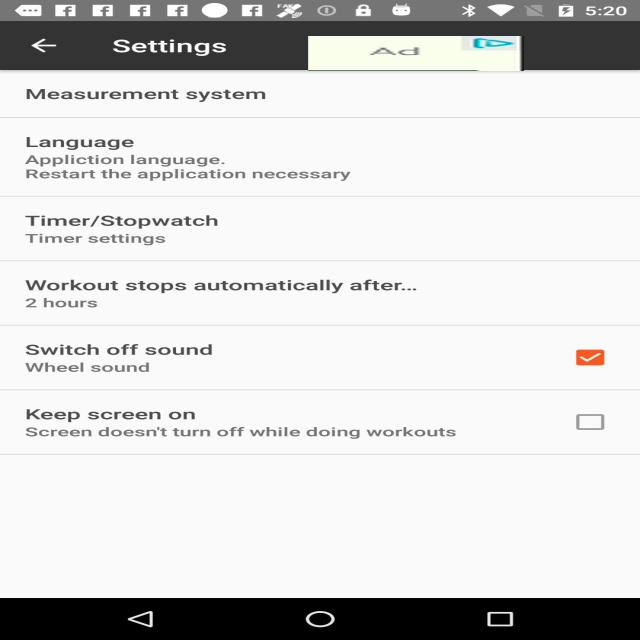 5:20
Settings
Ad
Measurement system
Language
Appliction language.
Restart the application necessary
Timer/Stopwatch
Timer settings
Workout stops automatically after...
2 hours
Switch off sound
Wheel sound
Keep screen on
Screen doesn't turn off while doing workouts